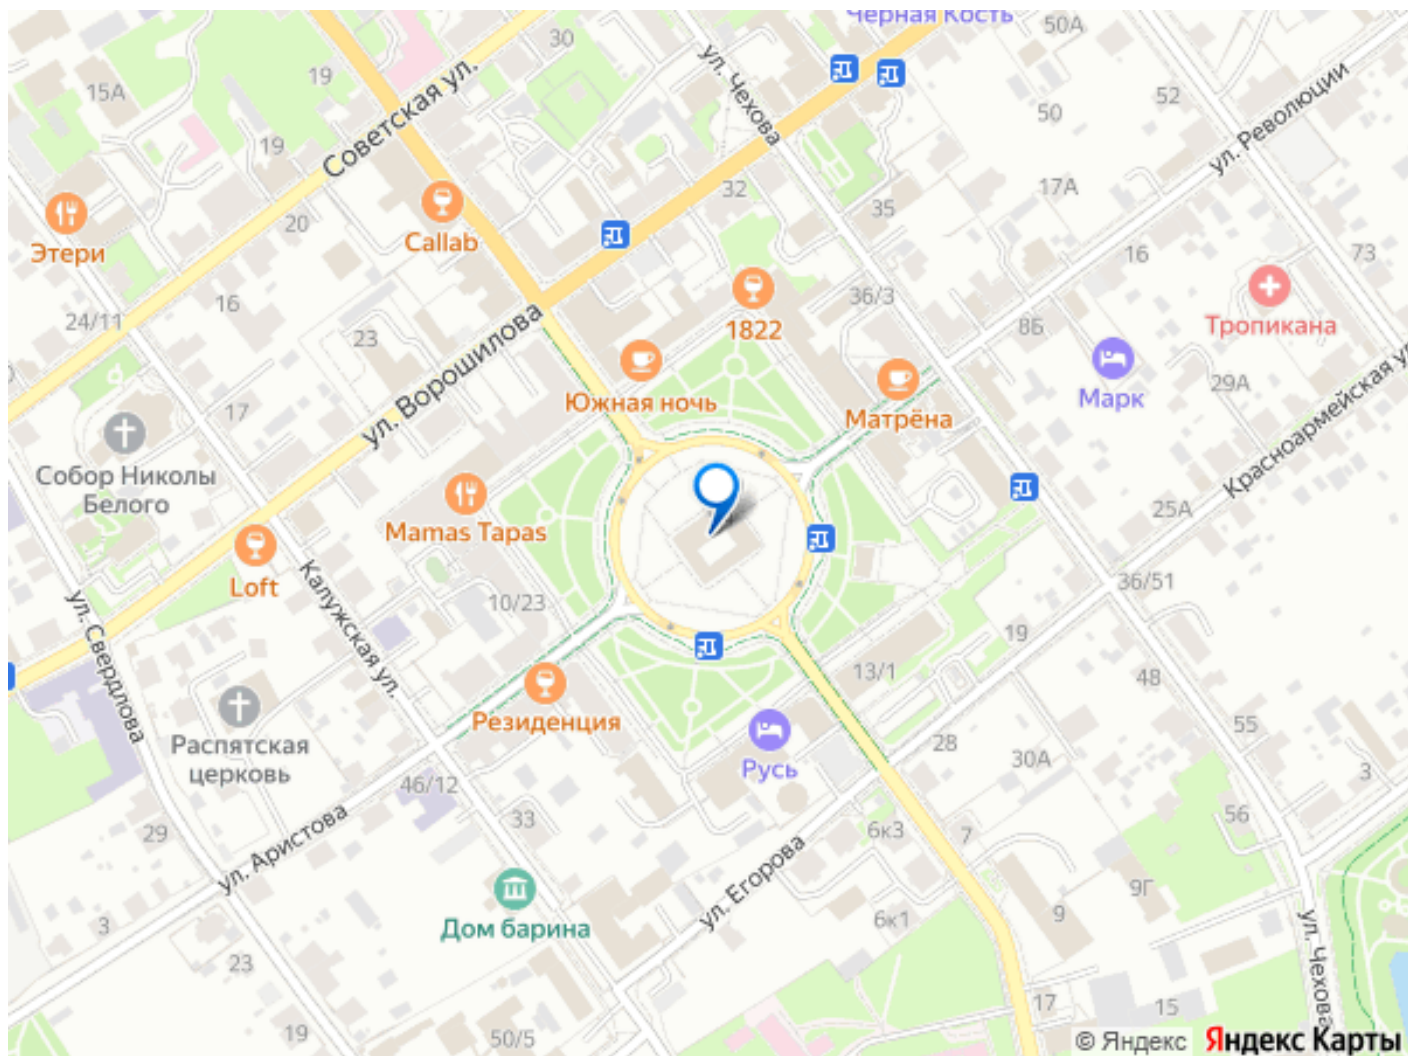 Черная Кость
30
50А
ул. Чехова
19
15А
52
50
ул. Революции
Советская ул.
19
32
17А
35
20
Этери
Callab
16
73
36/3
16
24/11
23
ул. Ворошилова
1822
8Б
Тропикана
Южная ночь
Матрёна
Марк
29А
17
Красноармейская ул
Собор Николы
Белого
Mamas Tapas
25А
Loft
Калужская ул.
10/23
36/51
ул. Свердлова
19
13/1
48
Резиденция
55
Распятская
церковь
Русь
28
30А
3
46/12
33
56
29
6к3
7
ул. Аристова
ул. Егорова
9Г
3
Дом барина
6к1
9
ул. Чехова
23
17
15
19
50/5
© Яндекс Яндекс Карты